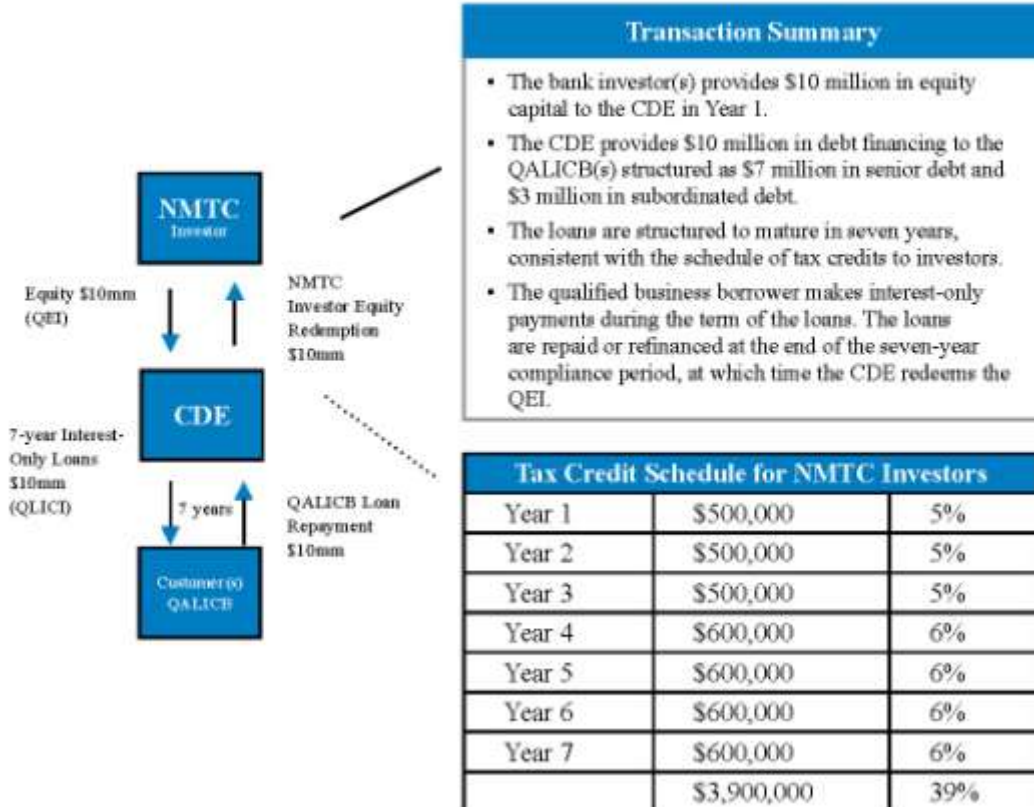 NMTC
Investor
Equity $10mm
(QEI)
NMTC
Investor Equity
Redemption
$10mm
CDE
7-year Interest-
Only Loans
$10mm
(QLICI)
7 years
QALICB Loan
Repayment
$10mm
Customer(s)
QALICB
Transaction Summary
• The bank investor(s) provides $10 million in equity
capital to the CDE in Year 1.
• The CDE provides $10 million in debt financing to the
QALICB(s) structured as $7 million in senior debt and
$3 million in subordinated debt.
• The loans are structured to mature in seven years,
consistent with the schedule of tax credits to investors.
• The qualified business borrower makes interest-only
payments during the term of the loans. The loans
are repaid or refinanced at the end of the seven-year
compliance period, at which time the CDE redeems the
QEI.
Tax Credit Schedule for NMTC Investors
Year 1 $500,000 5%
Year 2 $500,000 5%
Year 3 $500,000 5%
Year 4 $600,000 6%
Year 5 $600,000 6%
Year 6 $600,000 6%
Year 7 $600,000 6%
$3,900,000 39%